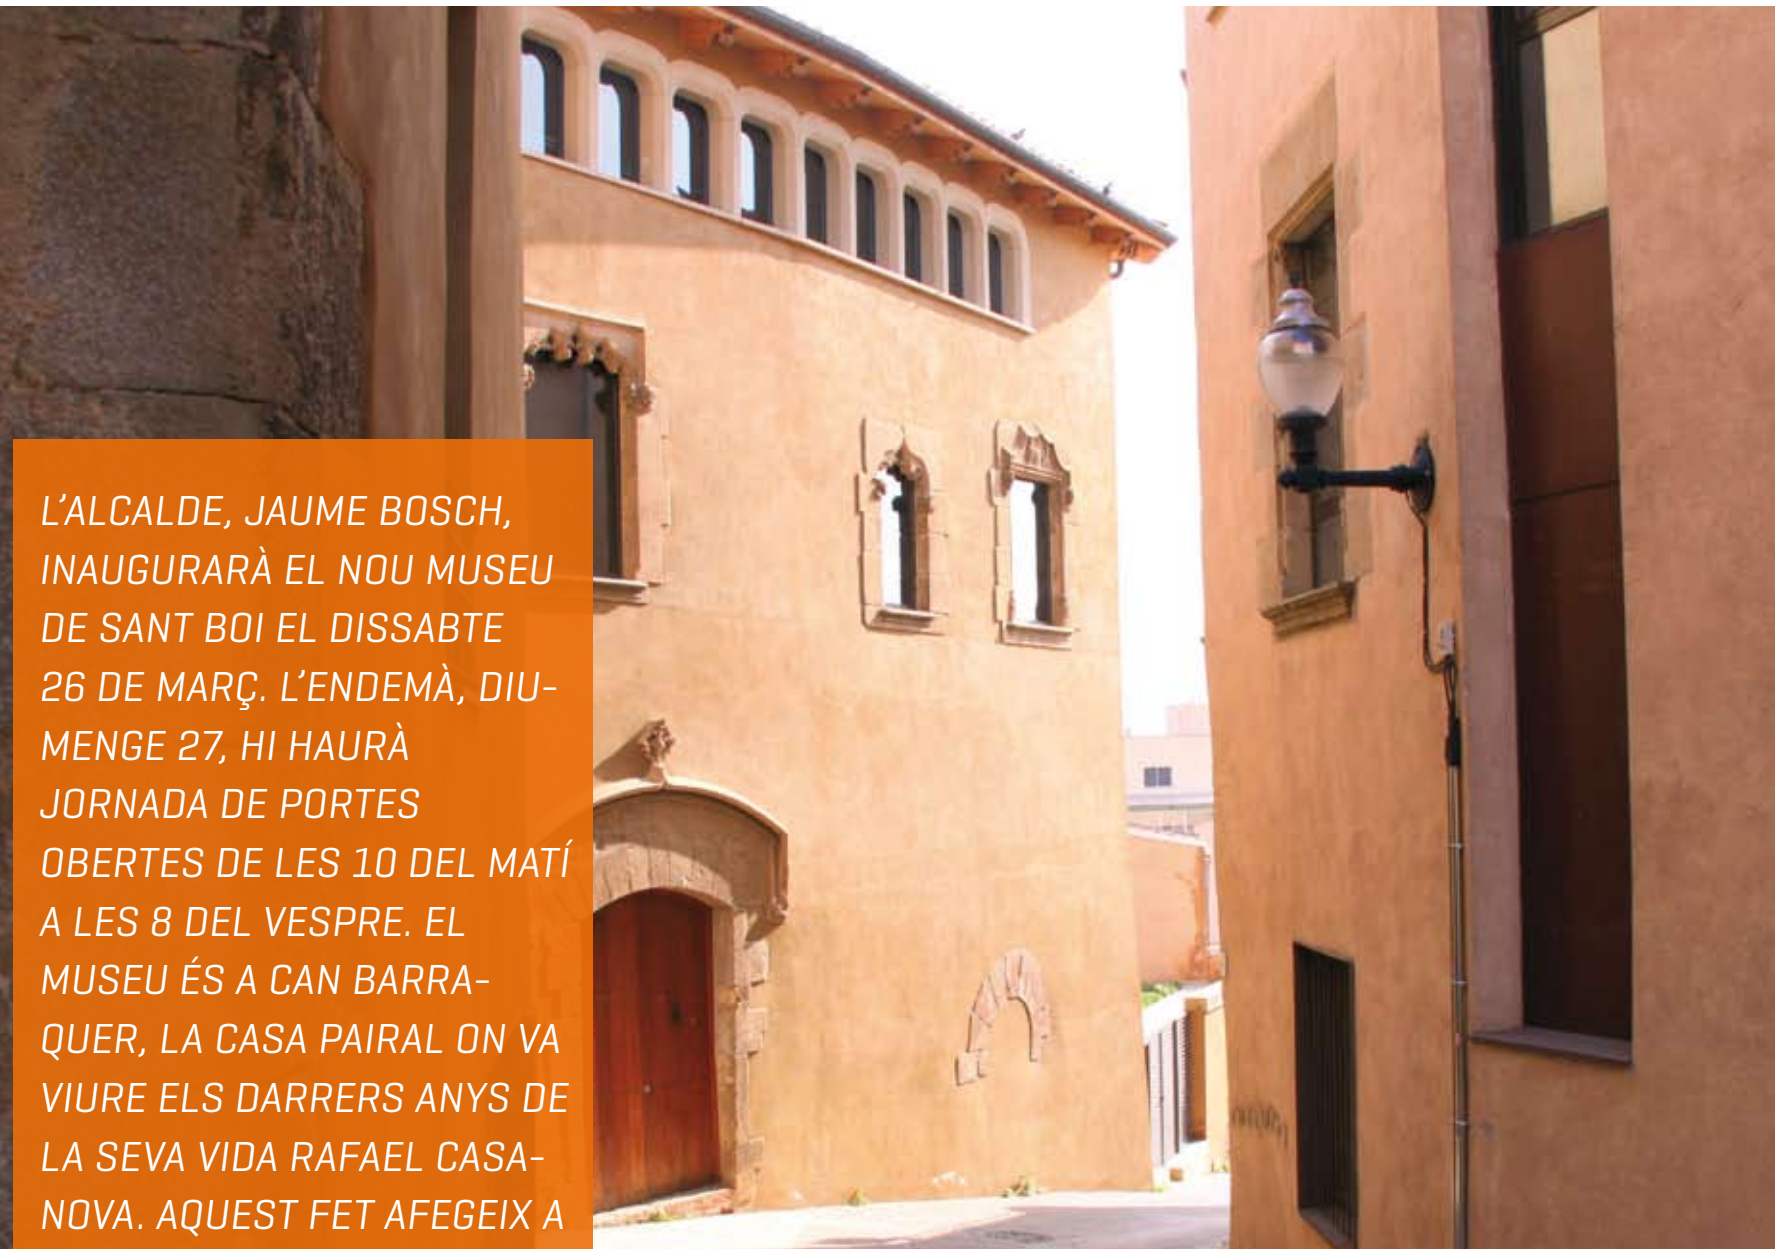 L’ALCALDE, JAUME BOSCH,
INAUGURARÀ EL NOU MUSEU
DE SANT BOI EL DISSABTE
26 DE MARÇ. L’ENDEMÀ, DIU-
MENGE 27, HI HAURÀ
JORNADA DE PORTES
OBERTES DE LES 10 DEL MATÍ
A LES 8 DEL VESPRE. EL
MUSEU ÉS A CAN BARRA-
QUER, LA CASA PAIRAL ON VA
VIURE ELS DARRERS ANYS DE
LA SEVA VIDA RAFAEL CASA-
NOVA. AQUEST FET AFEGEIX A